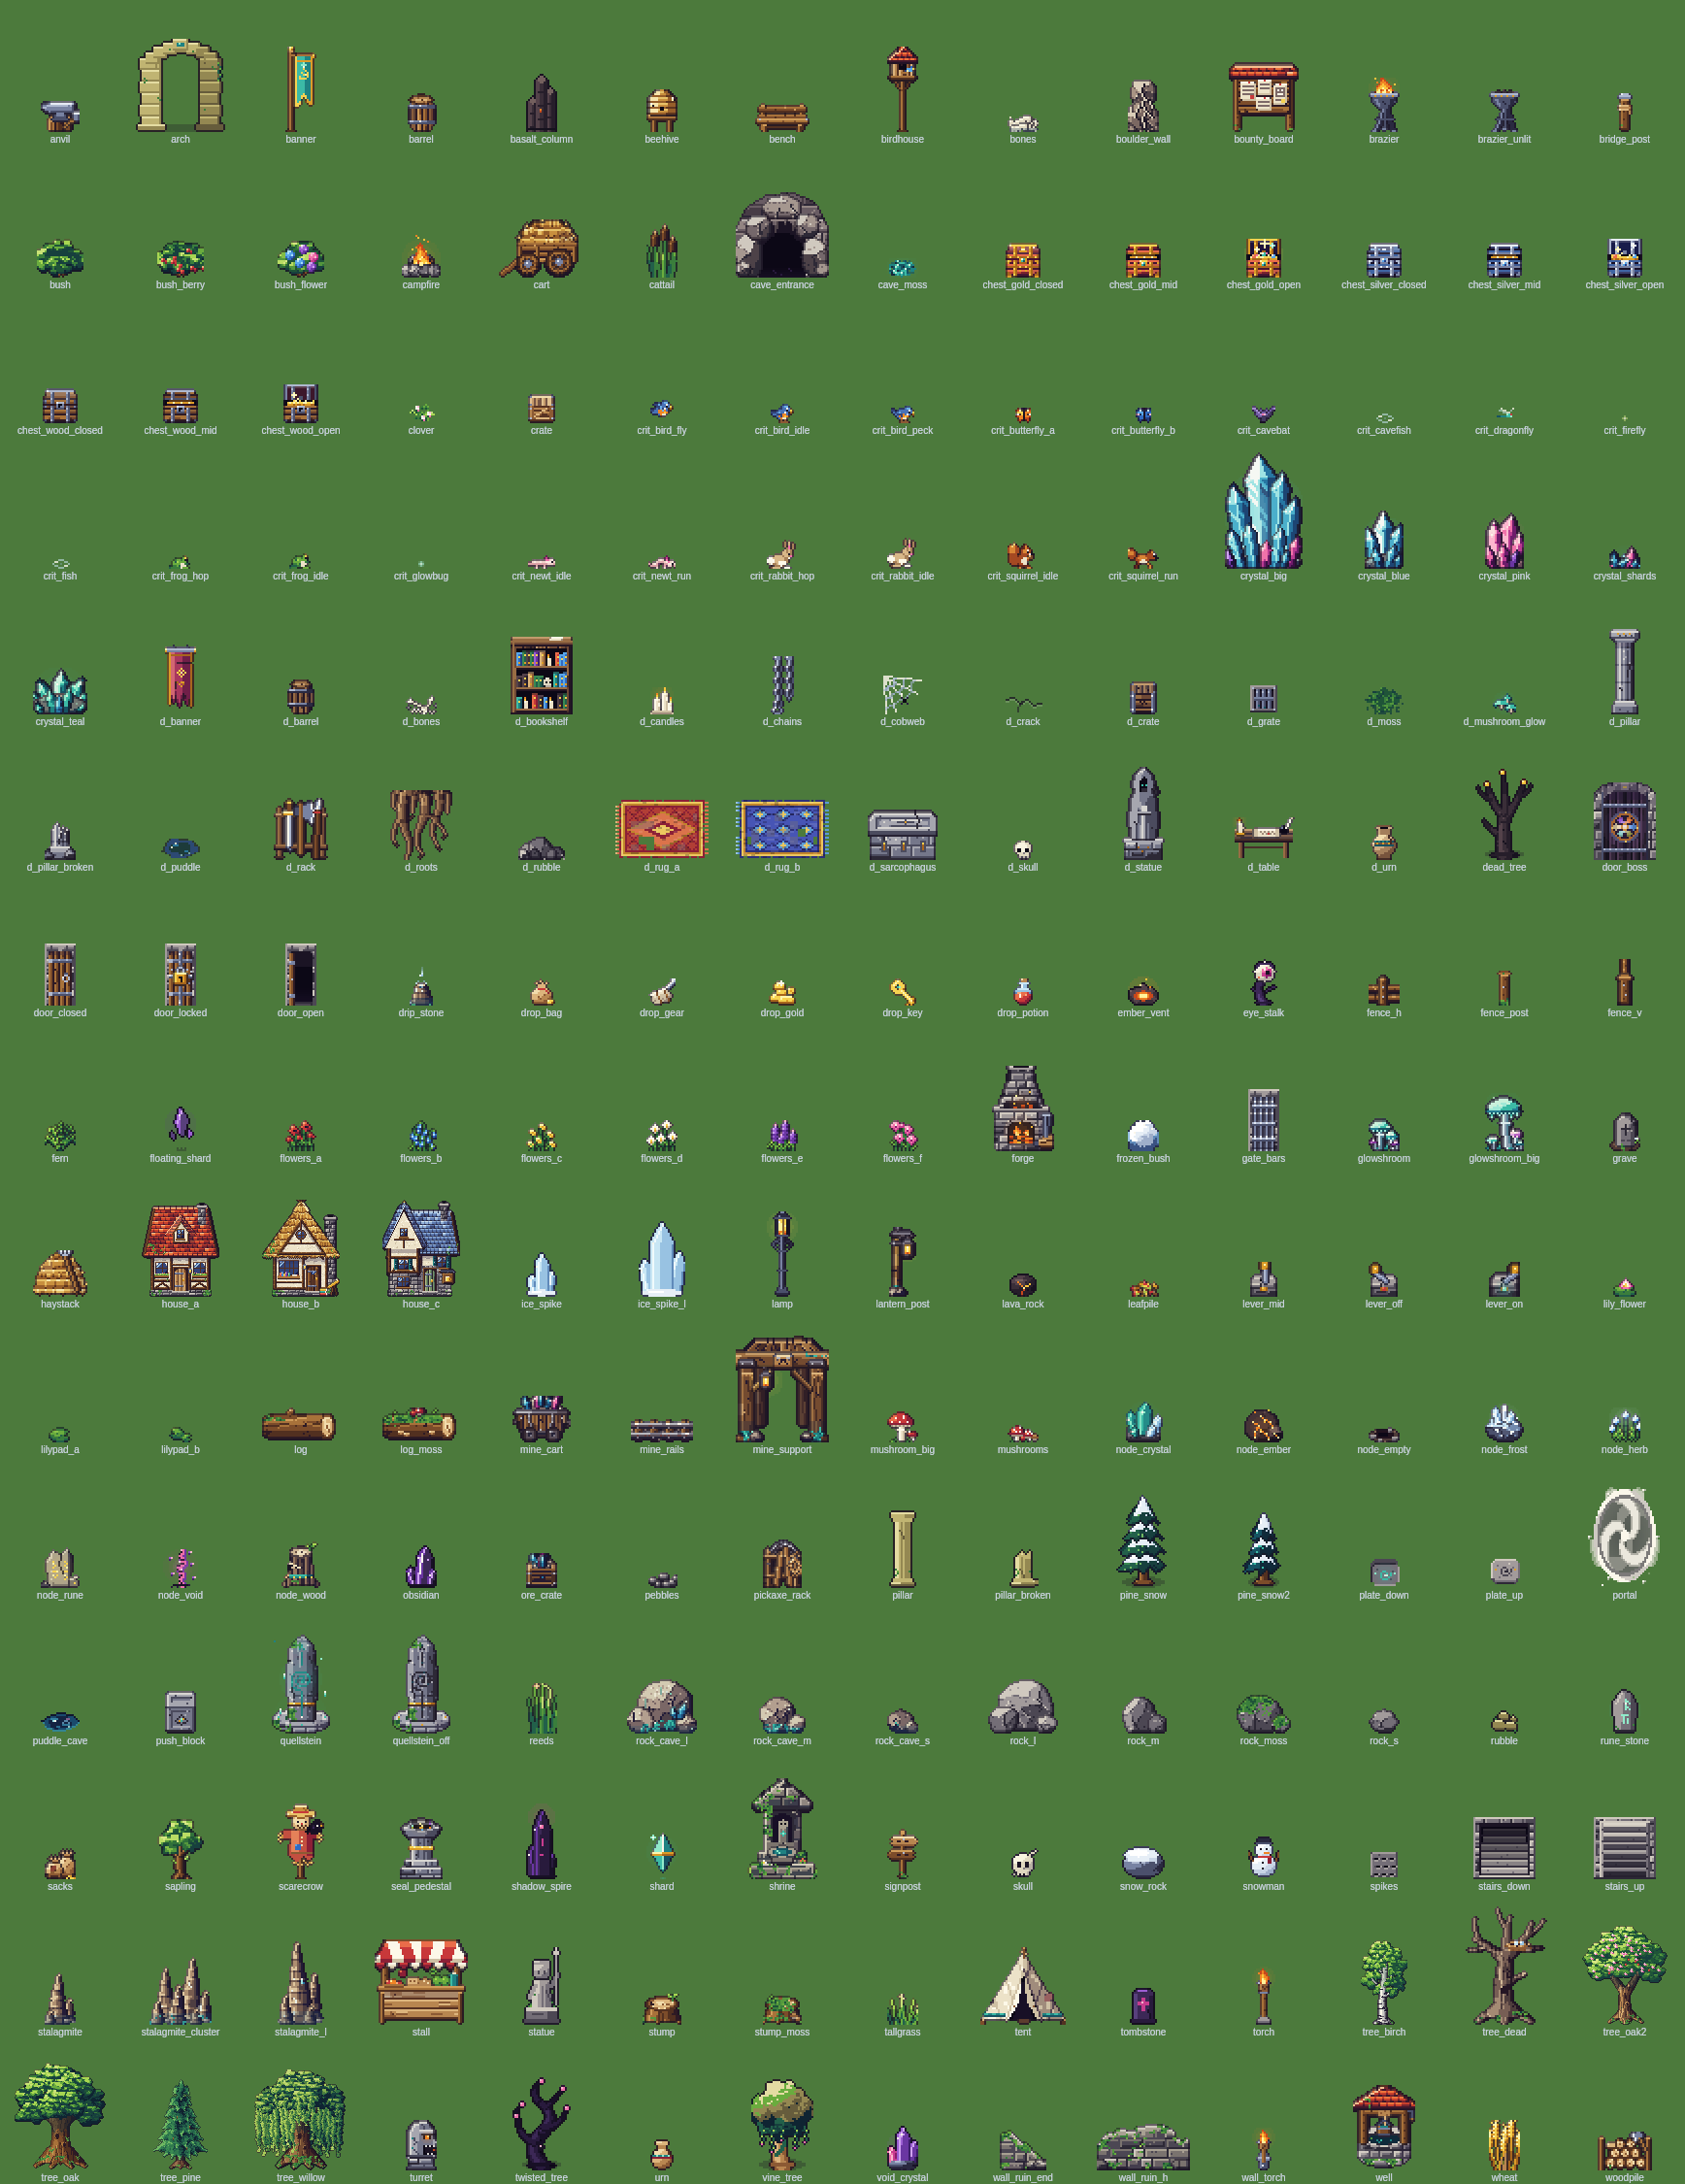 anvil arch banner barrel basalt_column beehive bench birdhouse bones boulder_wall bounty_board brazier brazier_unlit bridge_post
bush bush_berry bush_flower campfire cart cattail cave_entrance cave_moss chest_gold_closed chest_gold_mid chest_gold_open chest_silver_closed chest_silver_mid chest_silver_open
chest_wood_closed chest_wood_mid chest_wood_open clover crate crit_bird_fly crit_bird_idle crit_bird_peck crit_butterfly_a crit_butterfly_b crit_cavebat crit_cavefish crit_dragonfly crit_firefly
crit_fish crit_frog_hop crit_frog_idle crit_glowbug crit_newt_idle crit_newt_run crit_rabbit_hop crit_rabbit_idle crit_squirrel_idle crit_squirrel_run crystal_big crystal_blue crystal_pink crystal_shards
crystal_teal d_banner d_barrel d_bones d_bookshelf d_candles d_chains d_cobweb d_crack d_crate d_grate d_moss d_mushroom_glow d_pillar
d_pillar_broken d_puddle d_rack d_roots d_rubble d_rug_a d_rug_b d_sarcophagus d_skull d_statue d_table d_urn dead_tree door_boss
door_closed door_locked door_open drip_stone drop_bag drop_gear drop_gold drop_key drop_potion ember_vent eye_stalk fence_h fence_post fence_v
fern floating_shard flowers_a flowers_b flowers_c flowers_d flowers_e flowers_f forge frozen_bush gate_bars glowshroom glowshroom_big grave
haystack house_a house_b house_c ice_spike ice_spike_l lamp lantern_post lava_rock leafpile lever_mid lever_off lever_on lily_flower
lilypad_a lilypad_b log log_moss mine_cart mine_rails mine_support mushroom_big mushrooms node_crystal node_ember node_empty node_frost node_herb
node_rune node_void node_wood obsidian ore_crate pebbles pickaxe_rack pillar pillar_broken pine_snow pine_snow2 plate_down plate_up portal
puddle_cave push_block quellstein quellstein_off reeds rock_cave_l rock_cave_m rock_cave_s rock_l rock_m rock_moss rock_s rubble rune_stone
sacks sapling scarecrow seal_pedestal shadow_spire shard shrine signpost skull snow_rock snowman spikes stairs_down stairs_up
stalagmite stalagmite_cluster stalagmite_l stall statue stump stump_moss tallgrass tent tombstone torch tree_birch tree_dead tree_oak2
tree_oak tree_pine tree_willow turret twisted_tree urn vine_tree void_crystal wall_ruin_end wall_ruin_h wall_torch well wheat woodpile